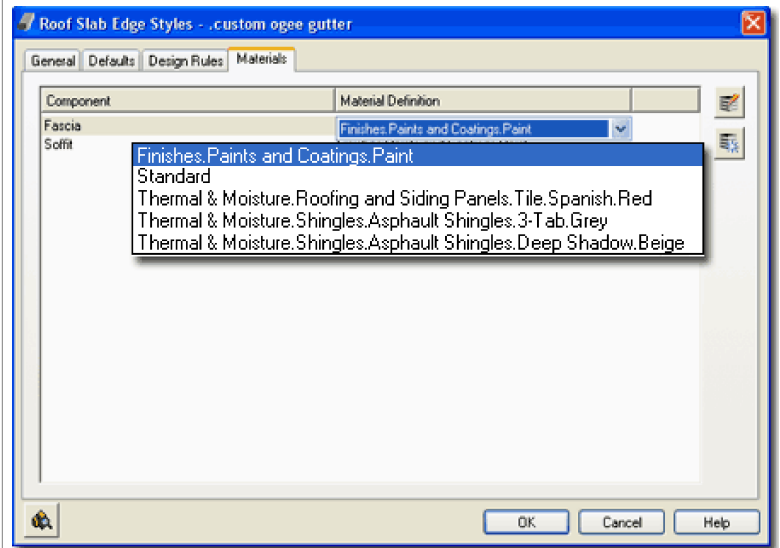 Roof Slab Edge Styles - .custom ogee gutter
General Defaults Design Rules Materials
Component Material Definition
Fascia Finishes.Paints and Coatings.Paint
Soffit
Finishes.Paints and Coatings.Paint
Standard
Thermal & Moisture.Roofing and Siding Panels.Tile.Spanish.Red
Thermal & Moisture.Shingles.Asphault Shingles.3-Tab.Grey
Thermal & Moisture.Shingles.Asphault Shingles.Deep Shadow.Beige
OK Cancel Help